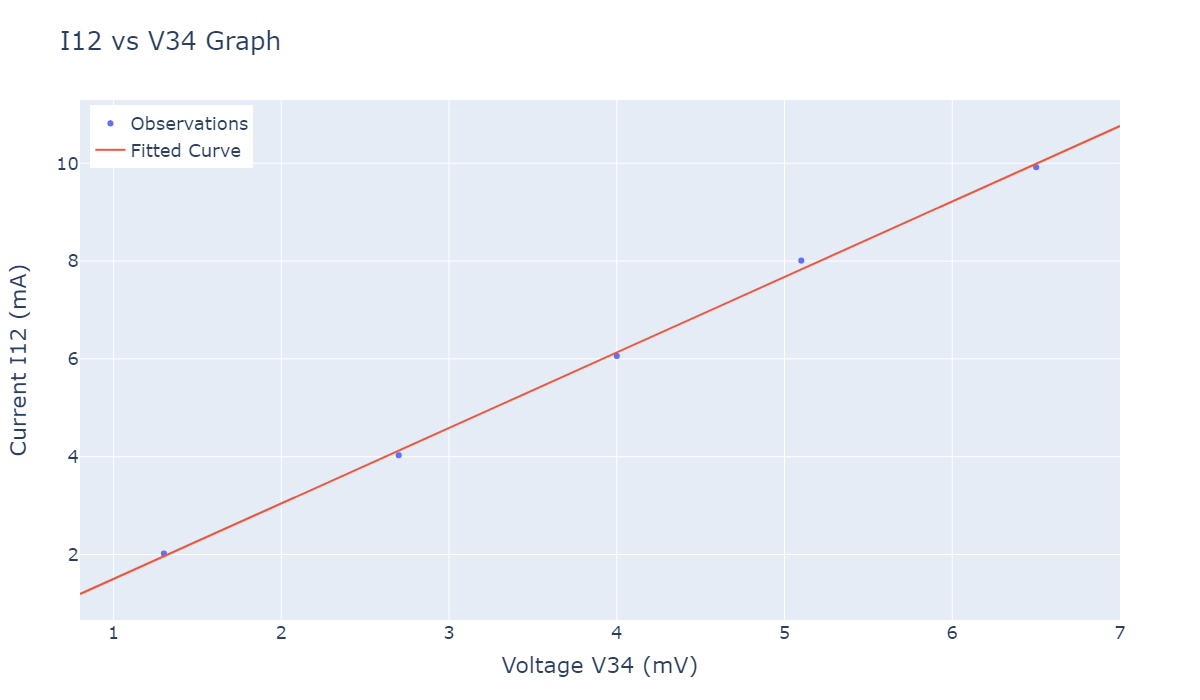 I12 vs V34 Graph
Observations
Fitted Curve
10
8
6
4
2
Current I12 (mA)
1 2 3 4 5 6 7
Voltage V34 (mV)